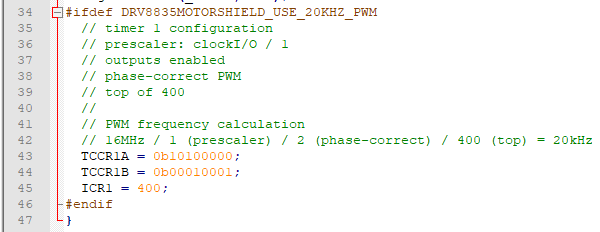 34 #ifdef DRV8835MOTORSHIELD_USE_20KHZ_PWM
35 // timer 1 configuration
36 // prescaler: clockI/O / 1
37 // outputs enabled
38 // phase-correct PWM
39 // top of 400
40 //
41 // PWM frequency calculation
42 // 16MHz / 1 (prescaler) / 2 (phase-correct) / 400 (top) = 20kHz
43 TCCR1A = 0b10100000;
44 TCCR1B = 0b00010001;
45 ICR1 = 400;
46 #endif
47 }